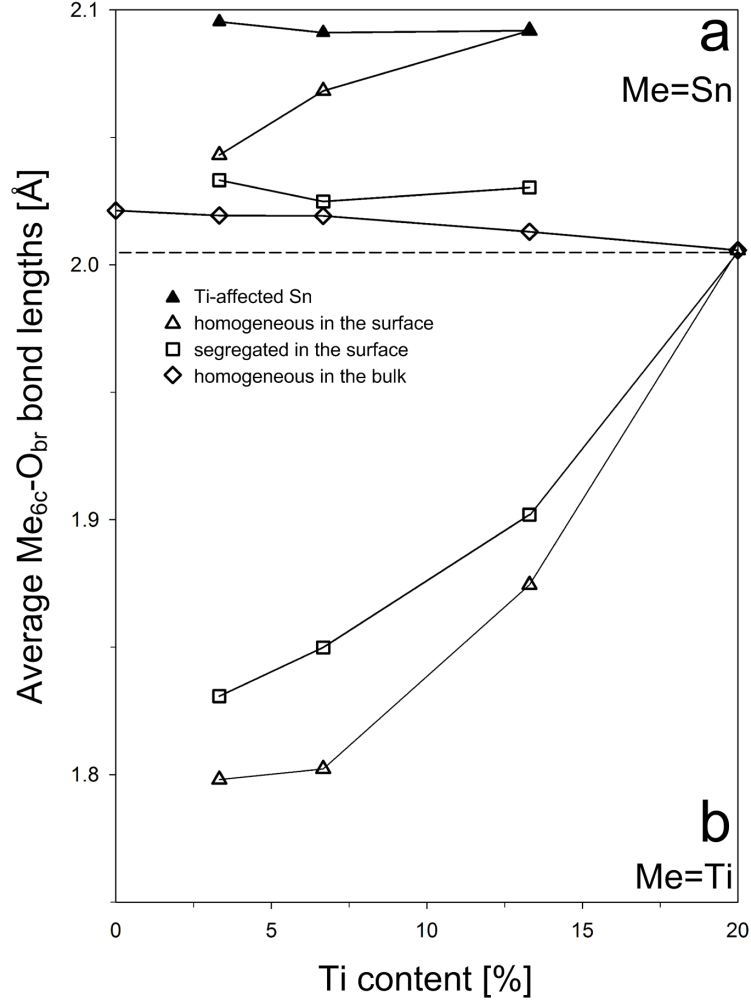 2.1
a
Me=Sn
2.0
Ti-affected Sn
homogeneous in the surface
segregated in the surface
homogeneous in the bulk
Average Me6c-Obr bond lengths [Å]
1.9
1.8
b
Me=Ti
0 5 10 15 20
Ti content [%]